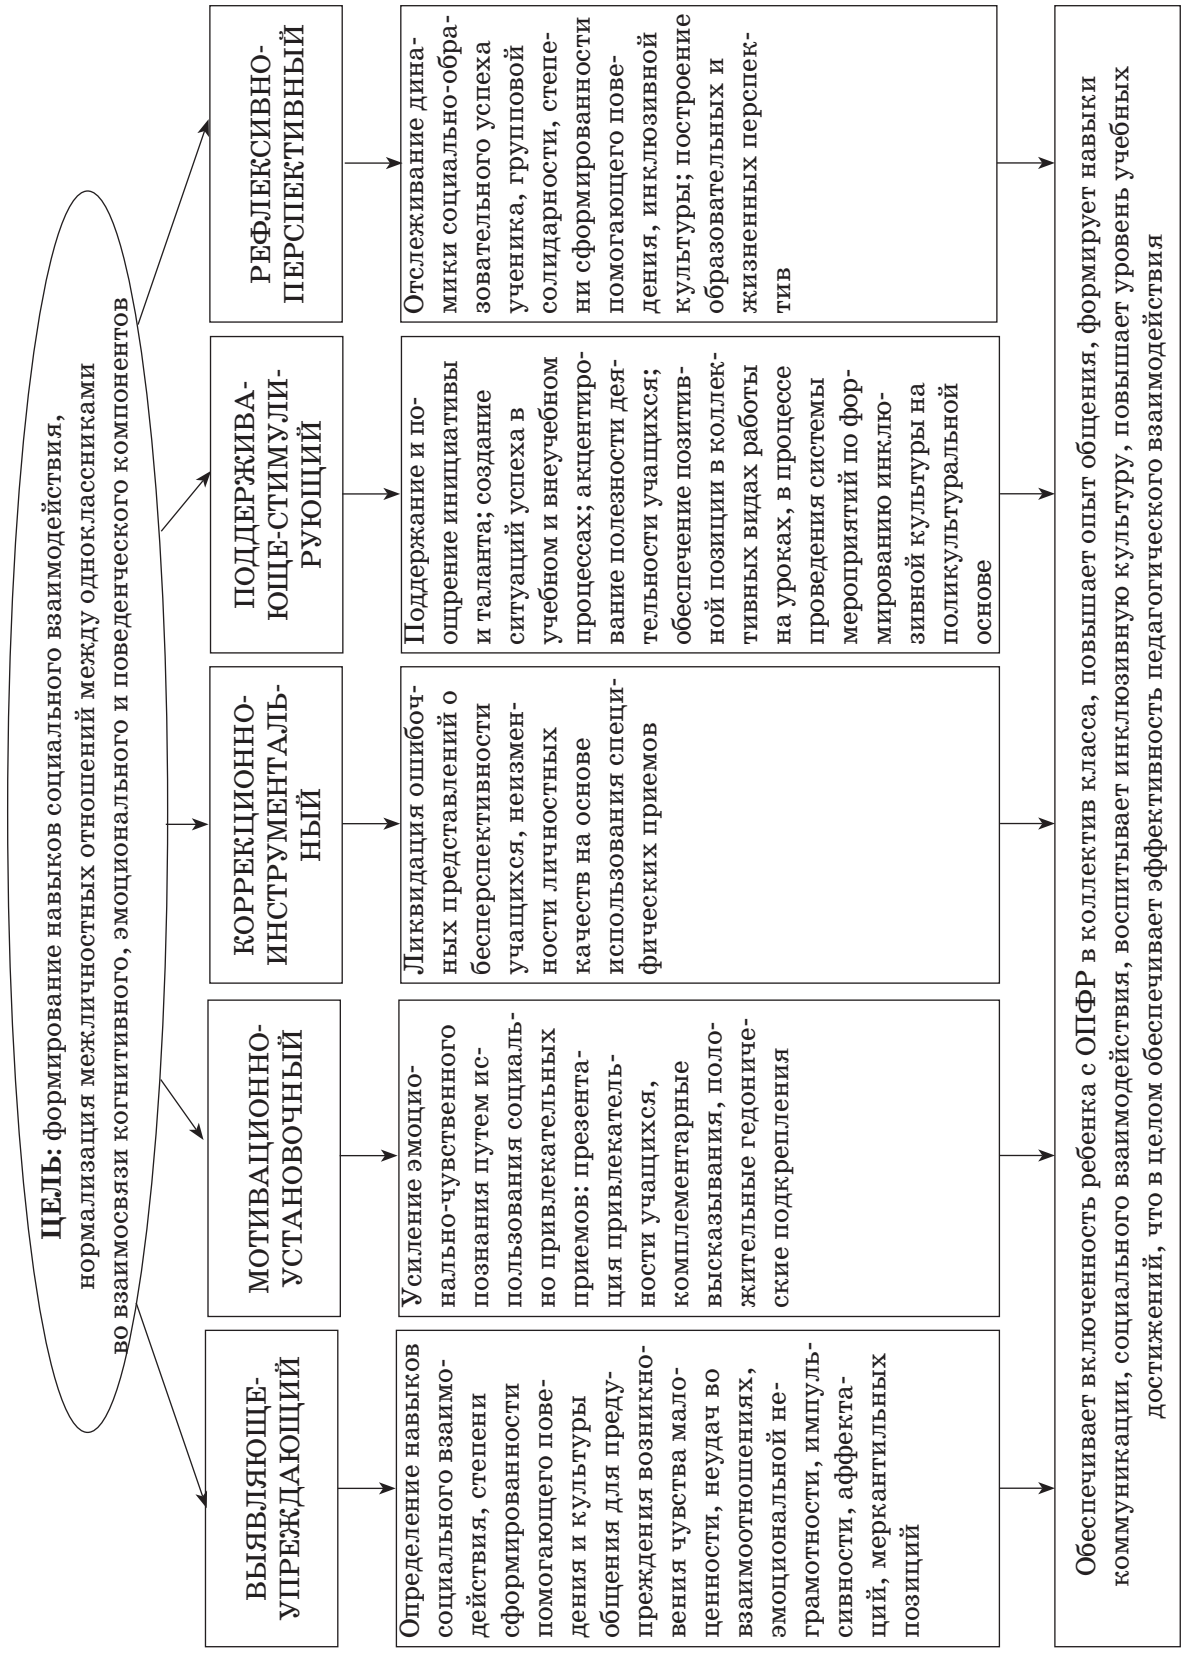 ЦЕЛЬ: формирование навыков социального взаимодействия,
нормализация межличностных отношений между одноклассниками
во взаимосвязи когнитивного, эмоционального и поведенческого компонентов
ВЫЯВЛЯЮЩЕ-
УПРЕЖДАЮЩИЙ
МОТИВАЦИОННО-
УСТАНОВОЧНЫЙ
КОРРЕКЦИОННО-
ИНСТРУМЕНТАЛЬ-
НЫЙ
ПОДДЕРЖИВА-
ЮЩЕ-СТИМУЛИ-
РУЮЩИЙ
РЕФЛЕКСИВНО-
ПЕРСПЕКТИВНЫЙ
Определение навыков
социального взаимо-
действия, степени
сформированности
помогающего пове-
дения и культуры
общения для преду-
преждения возникно-
вения чувства мало-
ценности, неудач во
взаимоотношениях,
эмоциональной не-
грамотности, импуль-
сивности, аффекта-
ций, меркантильных
позиций
Усиление эмоцио-
нально-чувственного
познания путем ис-
пользования социаль-
но привлекательных
приемов: презента-
ция привлекатель-
ности учащихся,
комплементарные
высказывания, поло-
жительные гедониче-
ские подкрепления
Ликвидация ошибоч-
ных представлений о
бесперспективности
учащихся, неизмен-
ности личностных
качеств на основе
использования специ-
фических приемов
Поддержание и по-
ощрение инициативы
и таланта; создание
ситуаций успеха в
учебном и внеучебном
процессах; акцентиро-
вание полезности дея-
тельности учащихся;
обеспечение позитив-
ной позиции в коллек-
тивных видах работы
на уроках, в процессе
проведения системы
мероприятий по фор-
мированию инклю-
зивной культуры на
поликультуральной
основе
Отслеживание дина-
мики социально-обра-
зовательного успеха
ученика, групповой
солидарности, степе-
ни сформированности
помогающего пове-
дения, инклюзивной
культуры; построение
образовательных и
жизненных перспек-
тив
Обеспечивает включенность ребенка с ОПФР в коллектив класса, повышает опыт общения, формирует навыки
коммуникации, социального взаимодействия, воспитывает инклюзивную культуру, повышает уровень учебных
достижений, что в целом обеспечивает эффективность педагогического взаимодействия